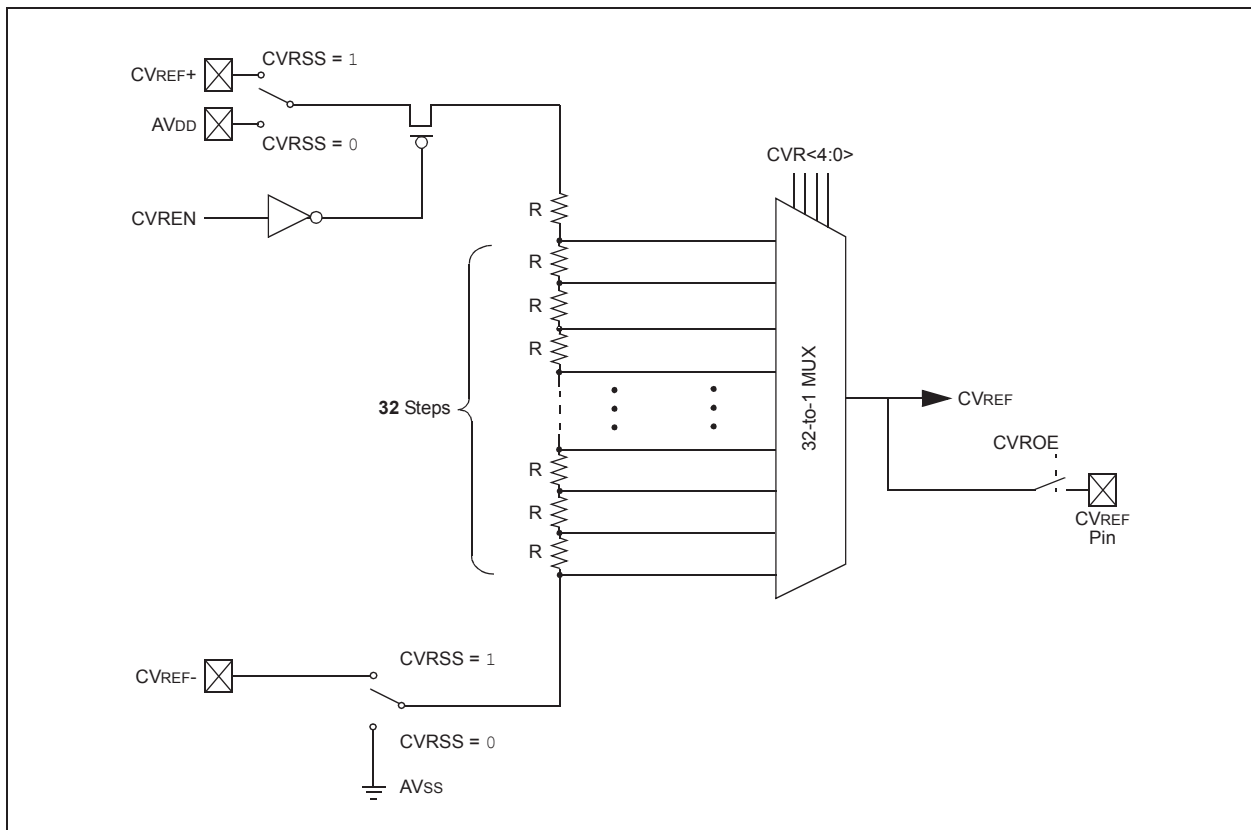 CVRSS = 1
CVREF+
AVDD
CVRSS = 0
CVR<4:0>
CVREN
R
R
R
R
32 Steps
32-to-1 MUX
CVREF
CVROE
R
R
R
CVREF
Pin
CVRSS = 1
CVREF-
CVRSS = 0
AVSS